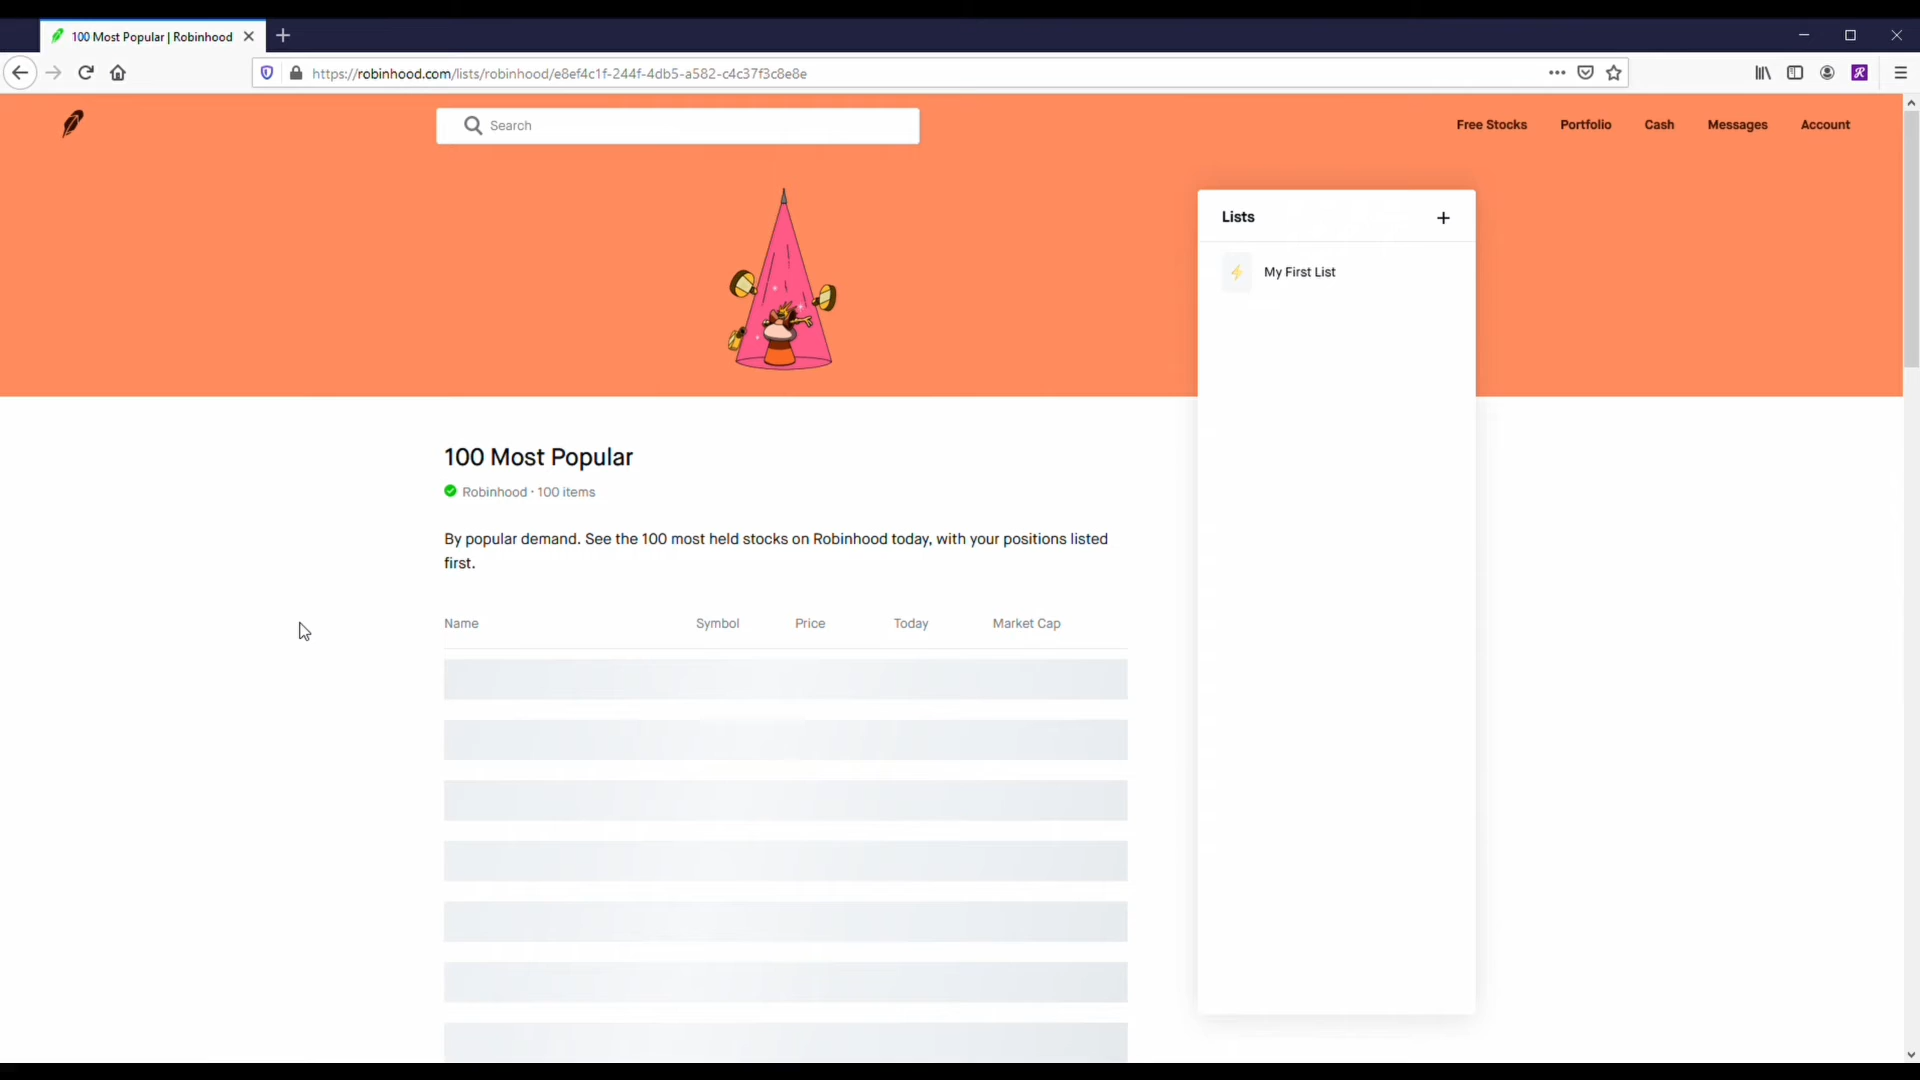 100 Most Popular | Robinhood
https://robinhood.com/lists/robinhood/e8ef4c1f-244f-4db5-a582-c4c37f3c8e8e
Search
Free Stocks Portfolio Cash Messages Account
Lists
My First List
100 Most Popular
Robinhood · 100 items
By popular demand. See the 100 most held stocks on Robinhood today, with your positions listed
first.
Name Symbol Price Today Market Cap